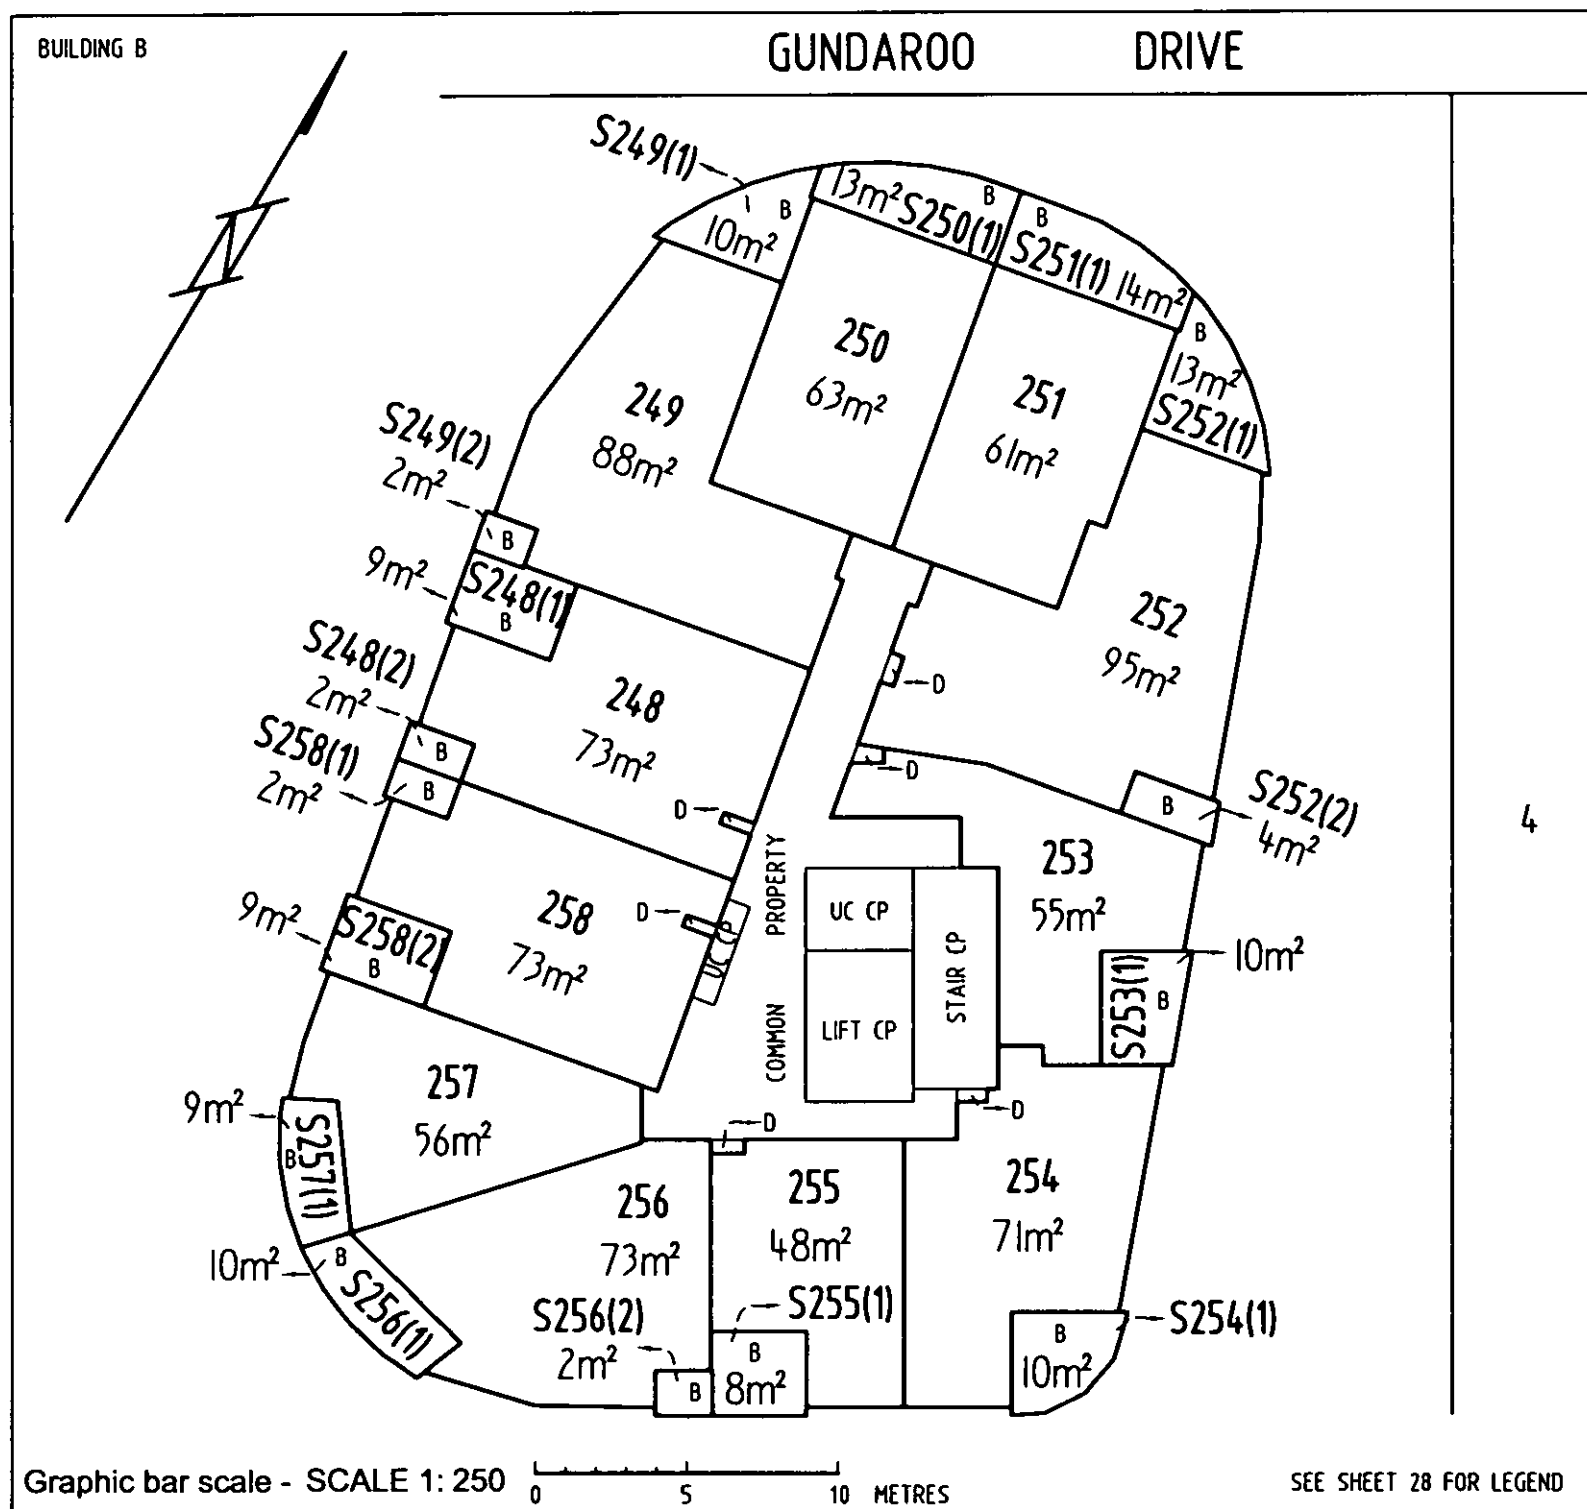 BUILDING B
GUNDAROO DRIVE
S249(1)
B
10m²
13m²
B
S250(1)
B
S251(1)
14m²
B
13m²
S252(1)
250
63m²
251
61m²
249
88m²
S249(2)
2m²
B
9m²
S248(1)
B
252
95m²
D
S248(2)
2m²
B
248
73m²
S258(1)
2m²
B
D
D
S252(2)
4m²
B
4
253
55m²
COMMON PROPERTY
UC CP
STAIR CP
LIFT CP
UC CP
258
73m²
D
9m²
S258(2)
B
10m²
S253(1)
B
257
56m²
9m²
S257(1)
B
D
D
256
73m²
255
48m²
254
71m²
10m²
B
S256(1)
S256(2)
2m²
B
S255(1)
B
8m²
S254(1)
B
10m²
Graphic bar scale - SCALE 1: 250
0 5 10 METRES
SEE SHEET 28 FOR LEGEND